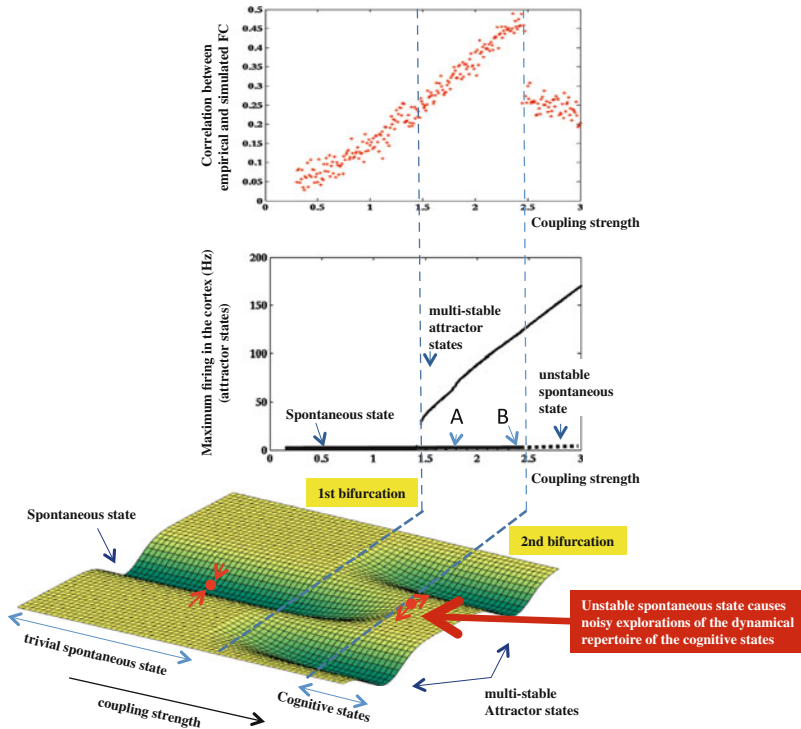 0.5
0.45
0.4
0.35
0.3
0.25
0.2
0.15
0.1
0.05
0
Correlation between
empirical and simulated FC
0 0.5 1 1.5 2 2.5 3
Coupling strength
200
150
100
50
0
Maximum firing in the cortex (Hz)
(attractor states)
multi-stable
attractor
states
unstable
spontaneous
state
Spontaneous state
A
B
0 0.5 1 1.5 2 2.5 3
Coupling strength
1st bifurcation
2nd bifurcation
Spontaneous state
Unstable spontaneous state causes
noisy explorations of the dynamical
repertoire of the cognitive states
trivial spontaneous state
coupling strength
Cognitive states
multi-stable
Attractor states